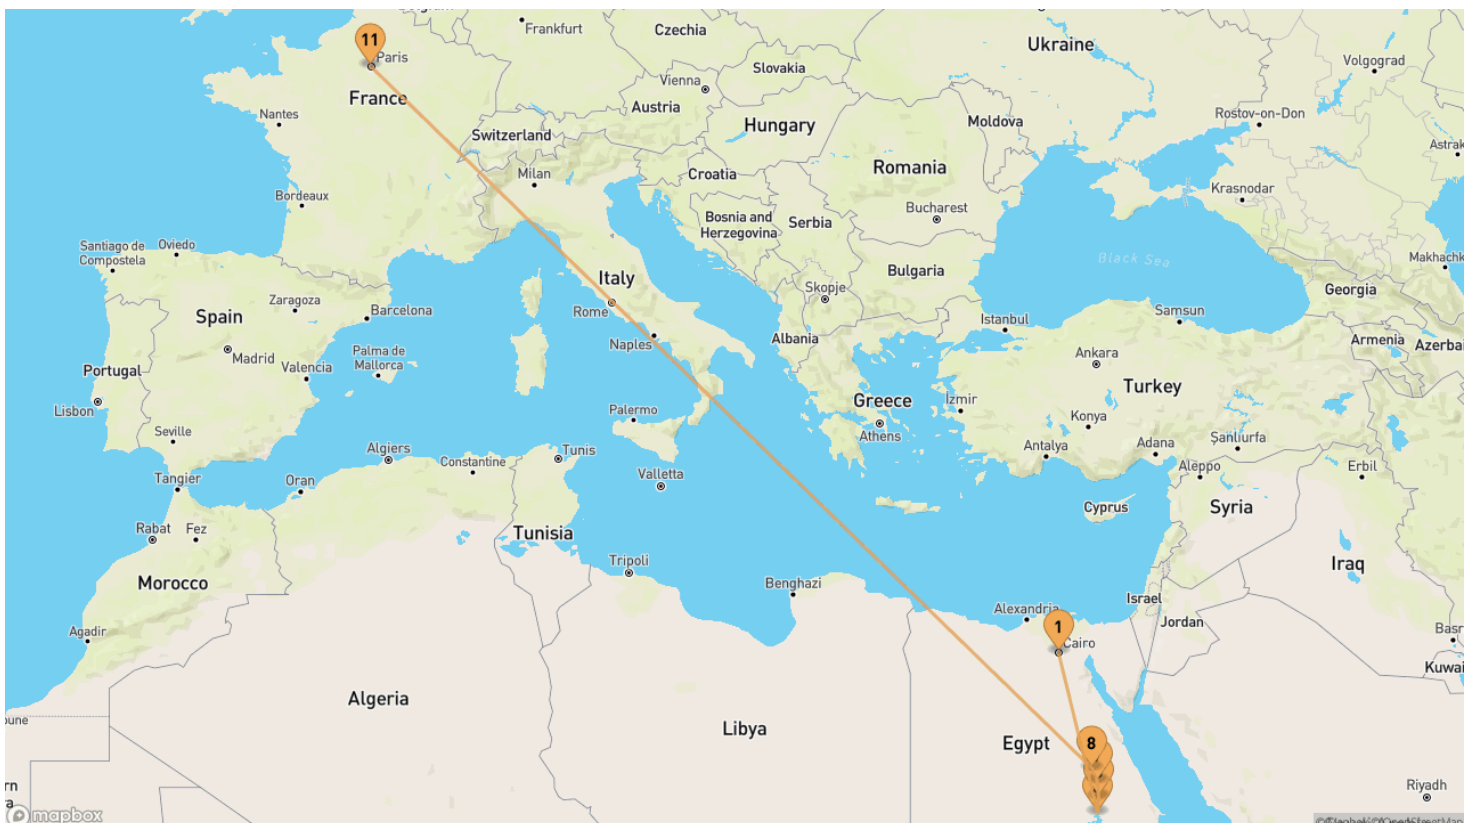 11
Paris
France
Frankfurt
Czechia
Slovakia
Vienna
Austria
Ukraine
Volgograd
Nantes
Switzerland
Hungary
Moldova
Rostov-on-Don
Milan
Croatia
Romania
Krasnodar
Bordeaux
Bosnia and
Herzegovina
Serbia
Bucharest
Santiago de
Compostela
Oviedo
Italy
Bulgaria
Black Sea
Georgia
Spain
Zaragoza
Barcelona
Rome
Skopje
Istanbul
Samsun
Madrid
Palma de
Mallorca
Naples
Albania
Ankara
Armenia
Azerbai
Portugal
Valencia
Turkey
Lisbon
Palermo
Greece
İzmir
Konya
Seville
Athens
Antalya
Adana
Şanlıurfa
Algiers
Constantine
Tunis
Aleppo
Erbil
Tangier
Oran
Valletta
Cyprus
Syria
Rabat
Fez
Tunisia
Iraq
Morocco
Tripoli
Benghazi
Israel
Alexandria
Jordan
Agadir
1
Cairo
Basr
Kuwai
Algeria
Libya
Egypt
8
Riyadh
mapbox